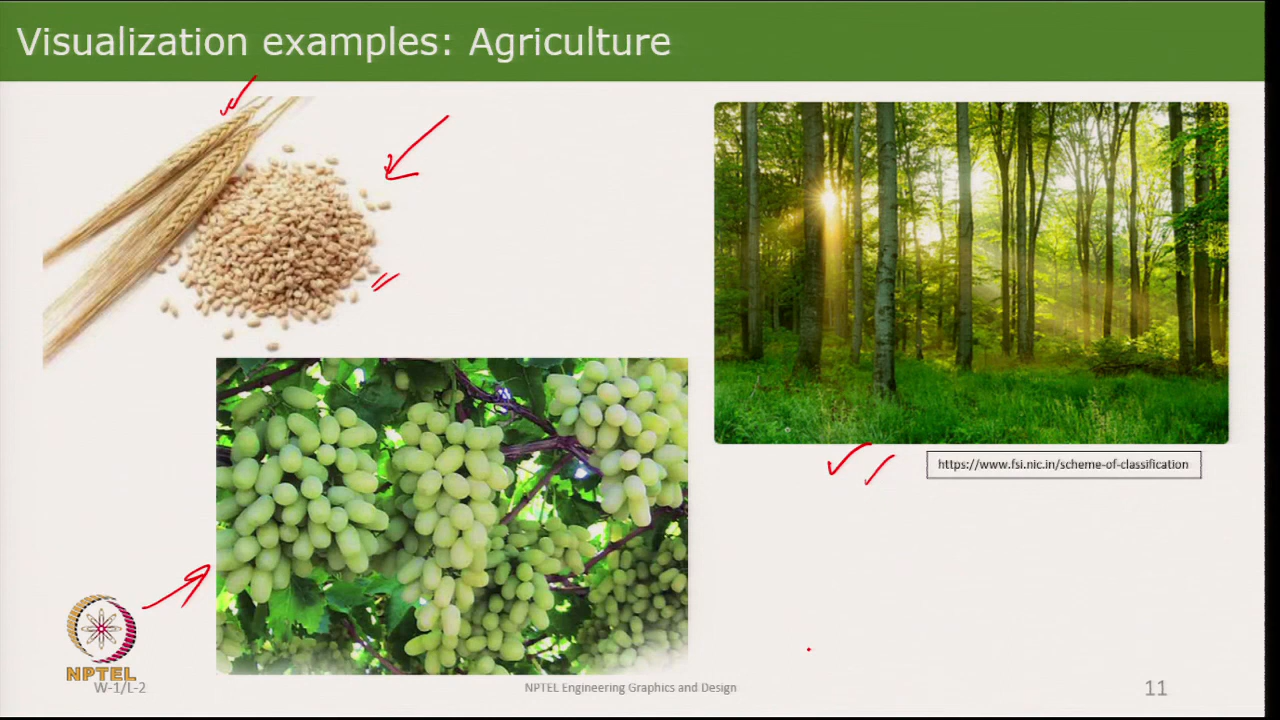 Visualization examples: Agriculture
https://www.fsi.nic.in/scheme-of-classification
NPTEL
W-1/L-2
NPTEL Engineering Graphics and Design
11